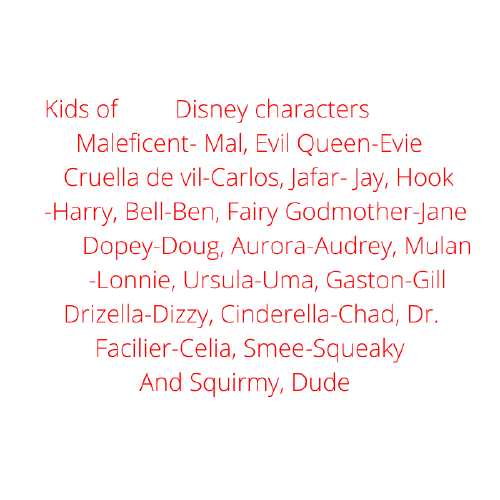 Kids of Disney characters
Maleficent- Mal, Evil Queen-Evie
Cruella de vil-Carlos, Jafar- Jay, Hook
-Harry, Bell-Ben, Fairy Godmother-Jane
Dopey-Doug, Aurora-Audrey, Mulan
-Lonnie, Ursula-Uma, Gaston-Gill
Drizella-Dizzy, Cinderella-Chad, Dr.
Facilier-Celia, Smee-Squeaky
And Squirmy, Dude